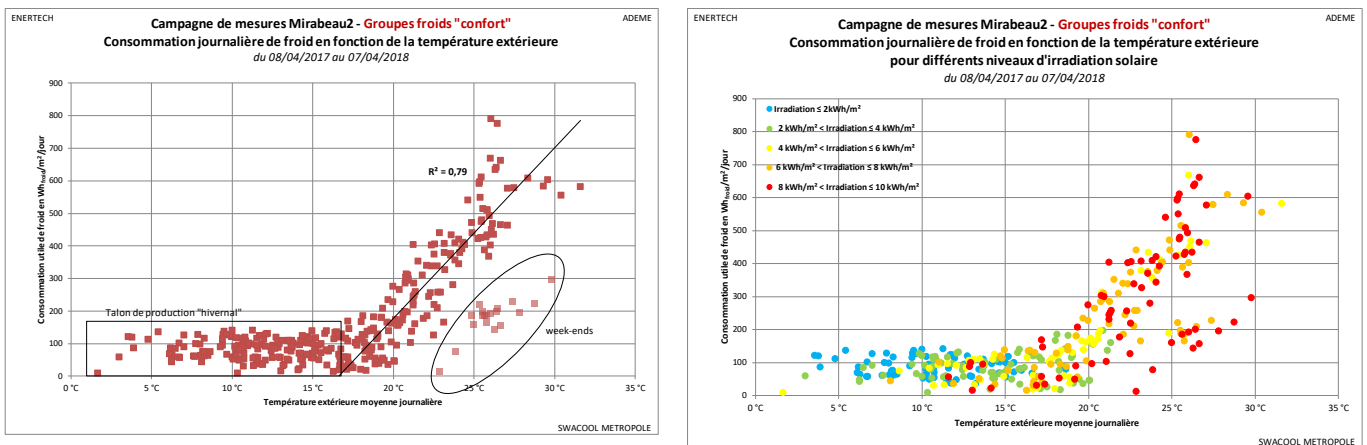 ENERTECH
ADEME
Campagne de mesures Mirabeau2 - Groupes froids "confort"
Consommation journalière de froid en fonction de la température extérieure
du 08/04/2017 au 07/04/2018
Consommation utile de froid en Wh_froid/m²/jour
900
800
700
600
500
400
300
200
100
0
R² = 0,79
Talon de production "hivernal"
week-ends
0 °C
5 °C
10 °C
15 °C
20 °C
25 °C
30 °C
35 °C
Température extérieure moyenne journalière
SWACOOL METROPOLE
ENERTECH
ADEME
Campagne de mesures Mirabeau2 - Groupes froids "confort"
Consommation journalière de froid en fonction de la température extérieure
pour différents niveaux d'irradiation solaire
du 08/04/2017 au 07/04/2018
Consommation utile de froid en Wh_froid/m²/jour
900
800
700
600
500
400
300
200
100
0
Irradiation ≤ 2kWh/m²
2 kWh/m² < Irradiation ≤ 4 kWh/m²
4 kWh/m² < Irradiation ≤ 6 kWh/m²
6 kWh/m² < Irradiation ≤ 8 kWh/m²
8 kWh/m² < Irradiation ≤ 10 kWh/m²
0 °C
5 °C
10 °C
15 °C
20 °C
25 °C
30 °C
35 °C
Température extérieure moyenne journalière
SWACOOL METROPOLE